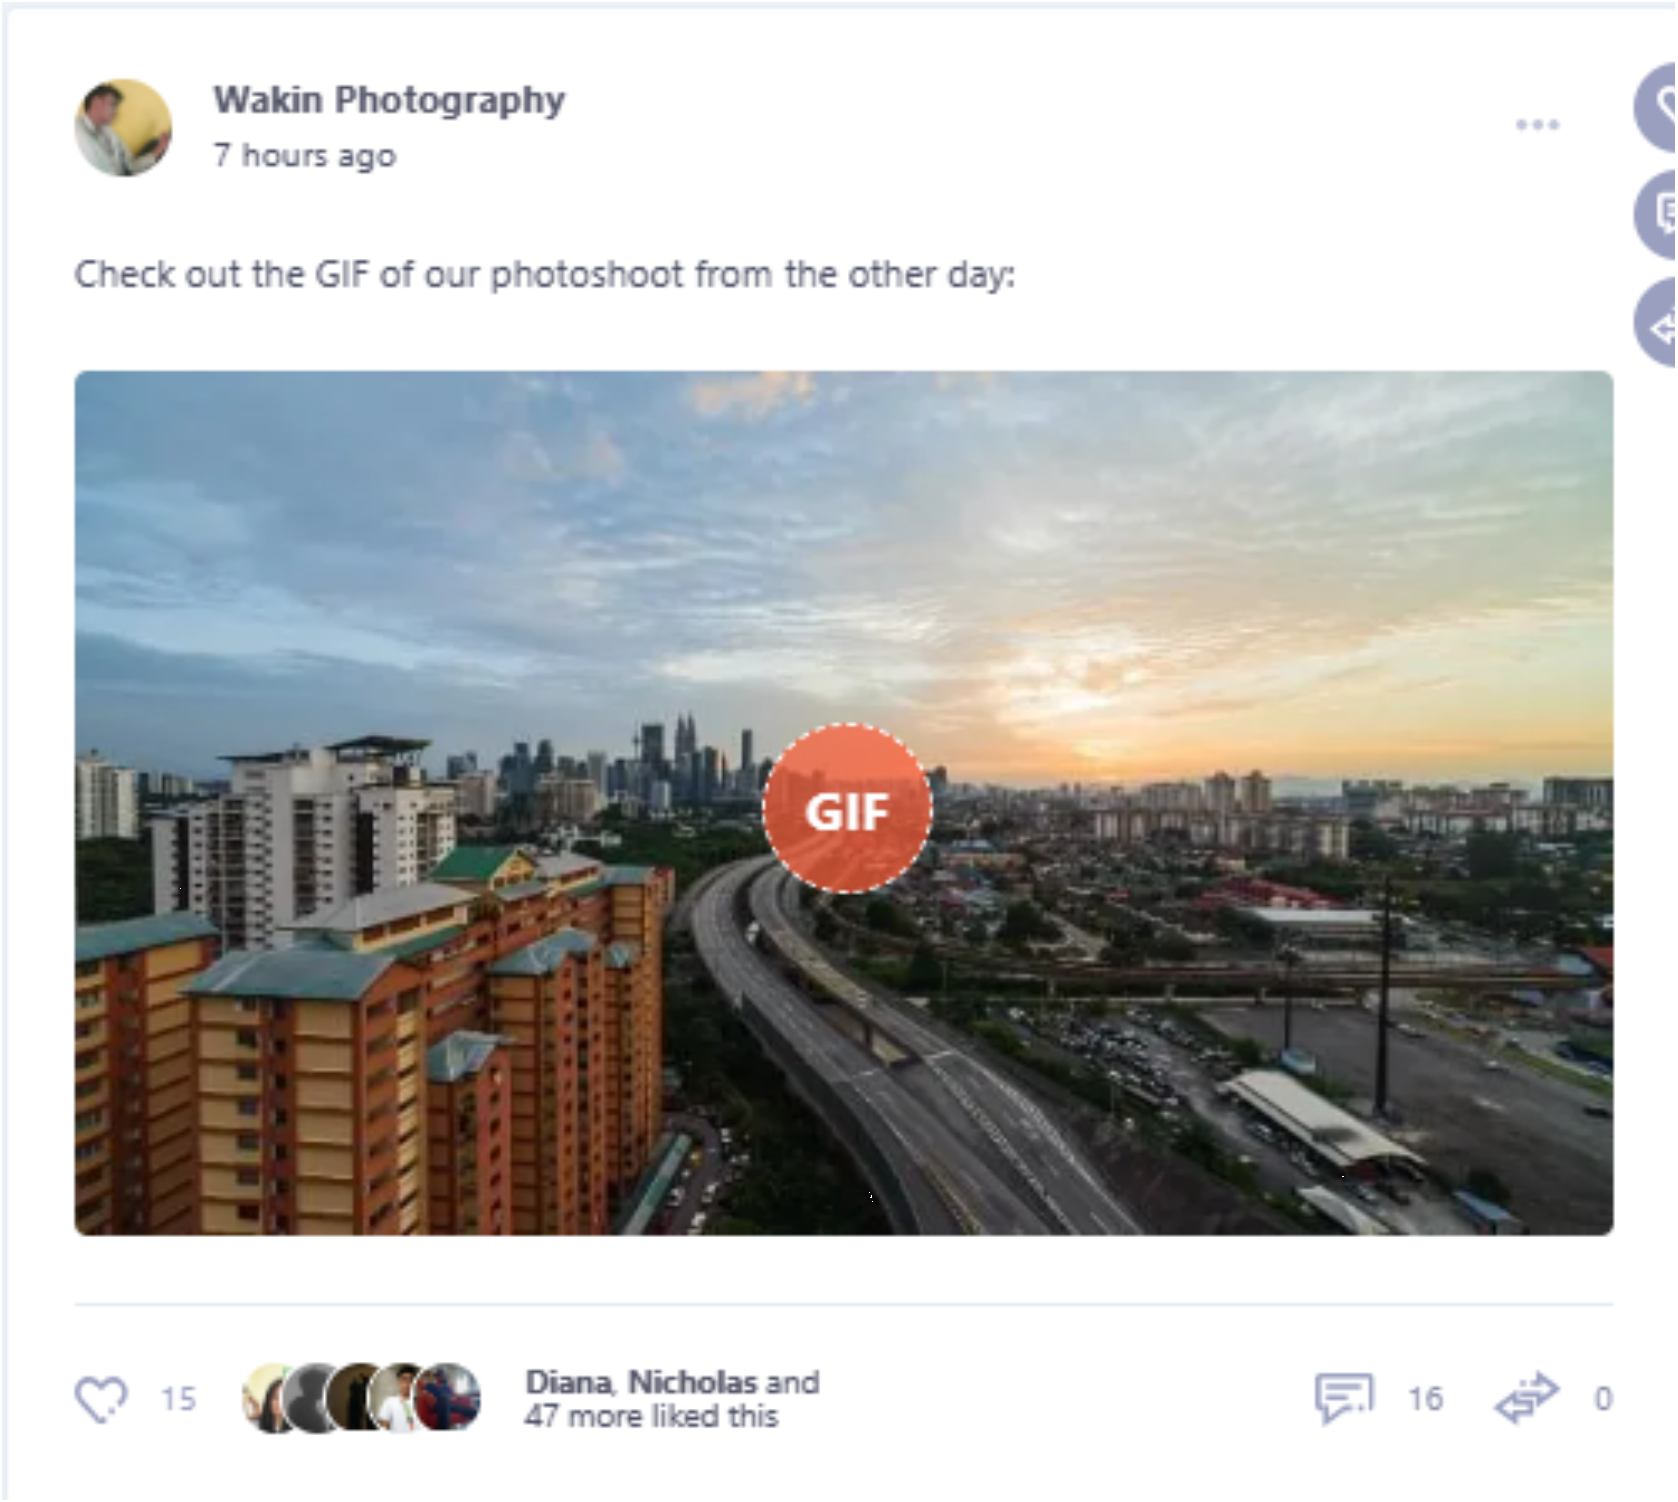 Wakin Photography
7 hours ago
Check out the GIF of our photoshoot from the other day:
GIF
15
Diana, Nicholas and
47 more liked this
16
0